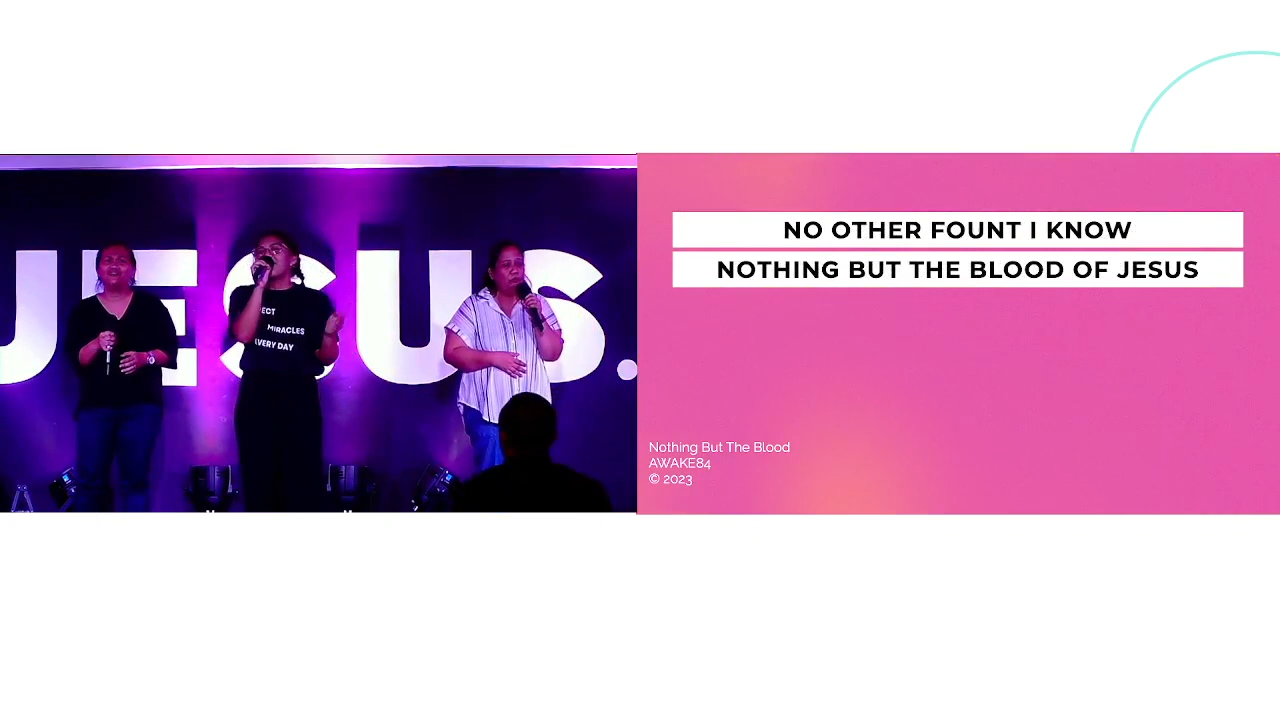 JESUS.
ECT
MIRACLES
EVERY DAY
NO OTHER FOUNT I KNOW
NOTHING BUT THE BLOOD OF JESUS
Nothing But The Blood
AWAKE84
© 2023